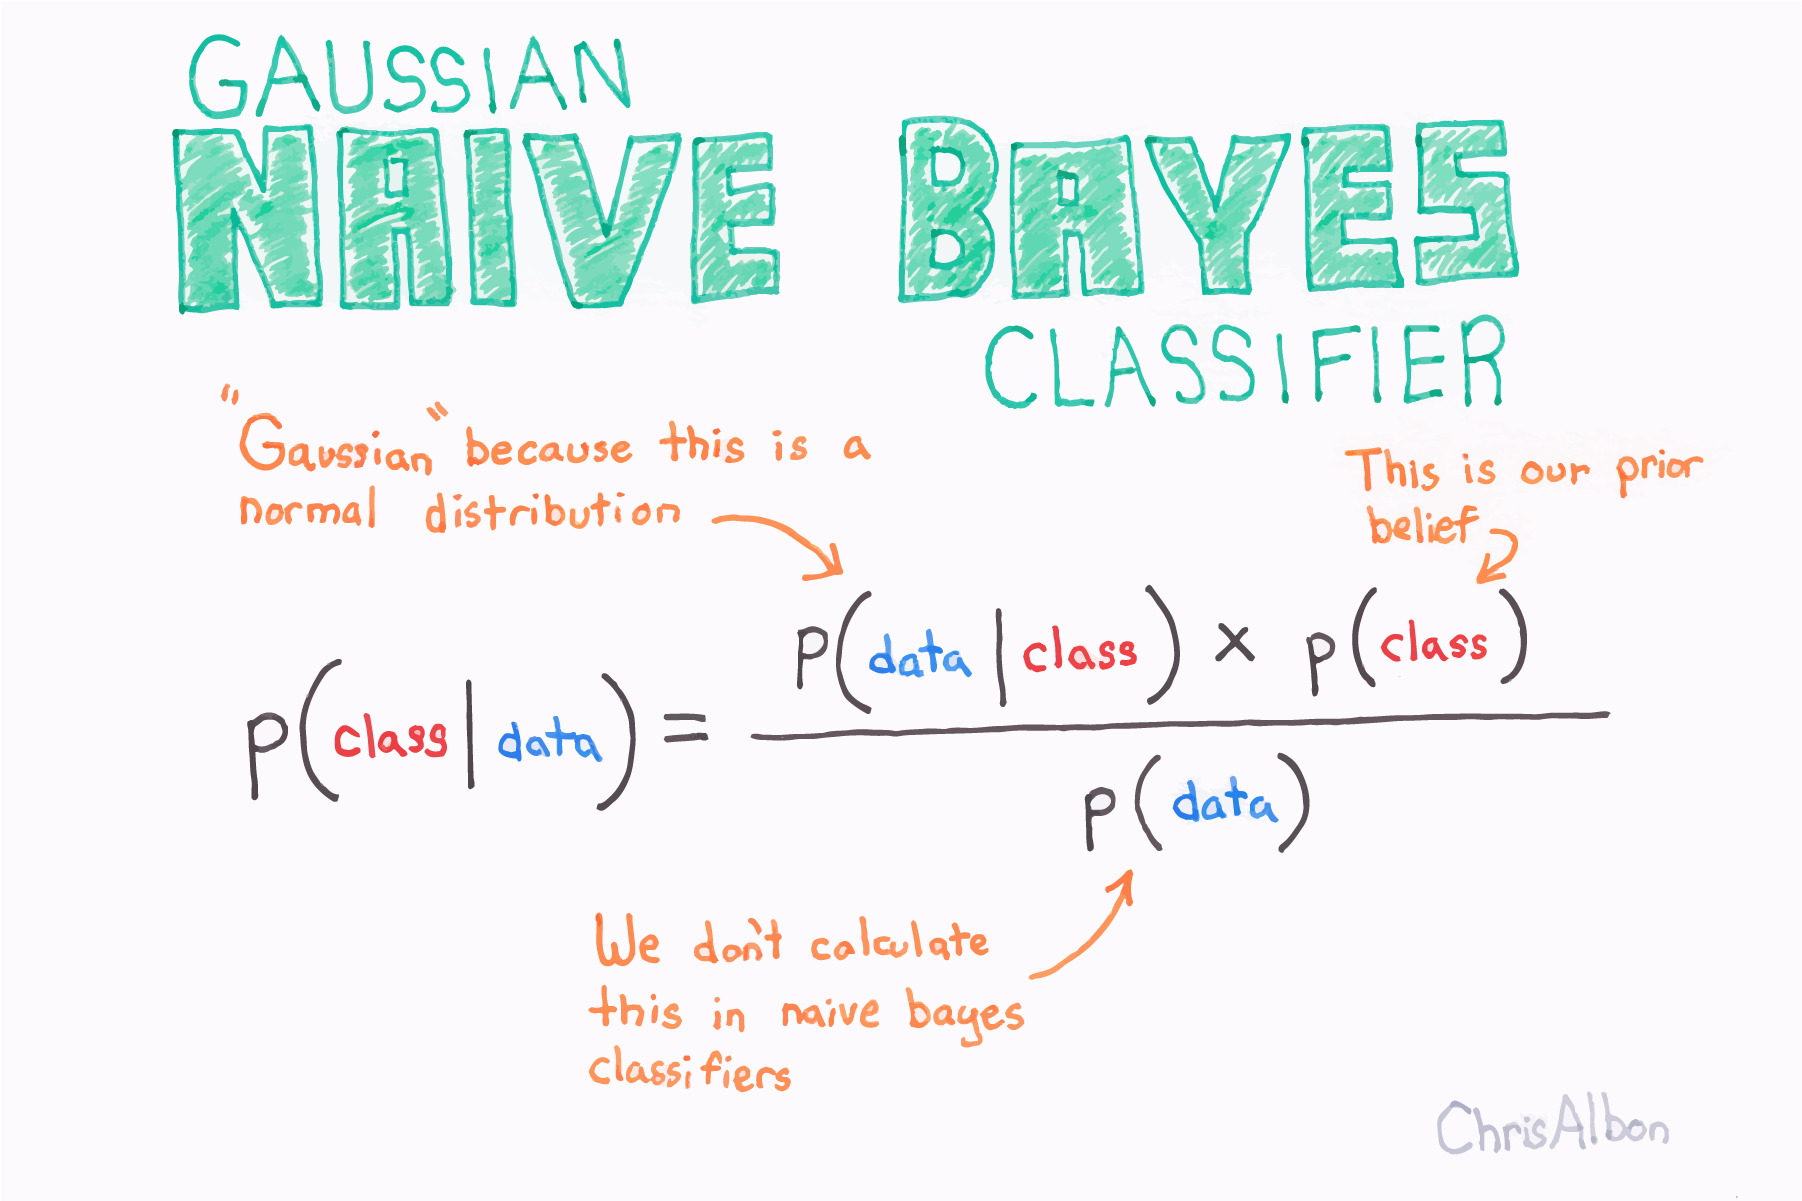 GAUSSIAN
NAIVE BAYES
CLASSIFIER
"Gaussian" because this is a
normal distribution
This is our prior
belief
P(data | class) × P(class)
P(class | data) =
P(data)
We don't calculate
this in naive bayes
classifiers
ChrisAlbon